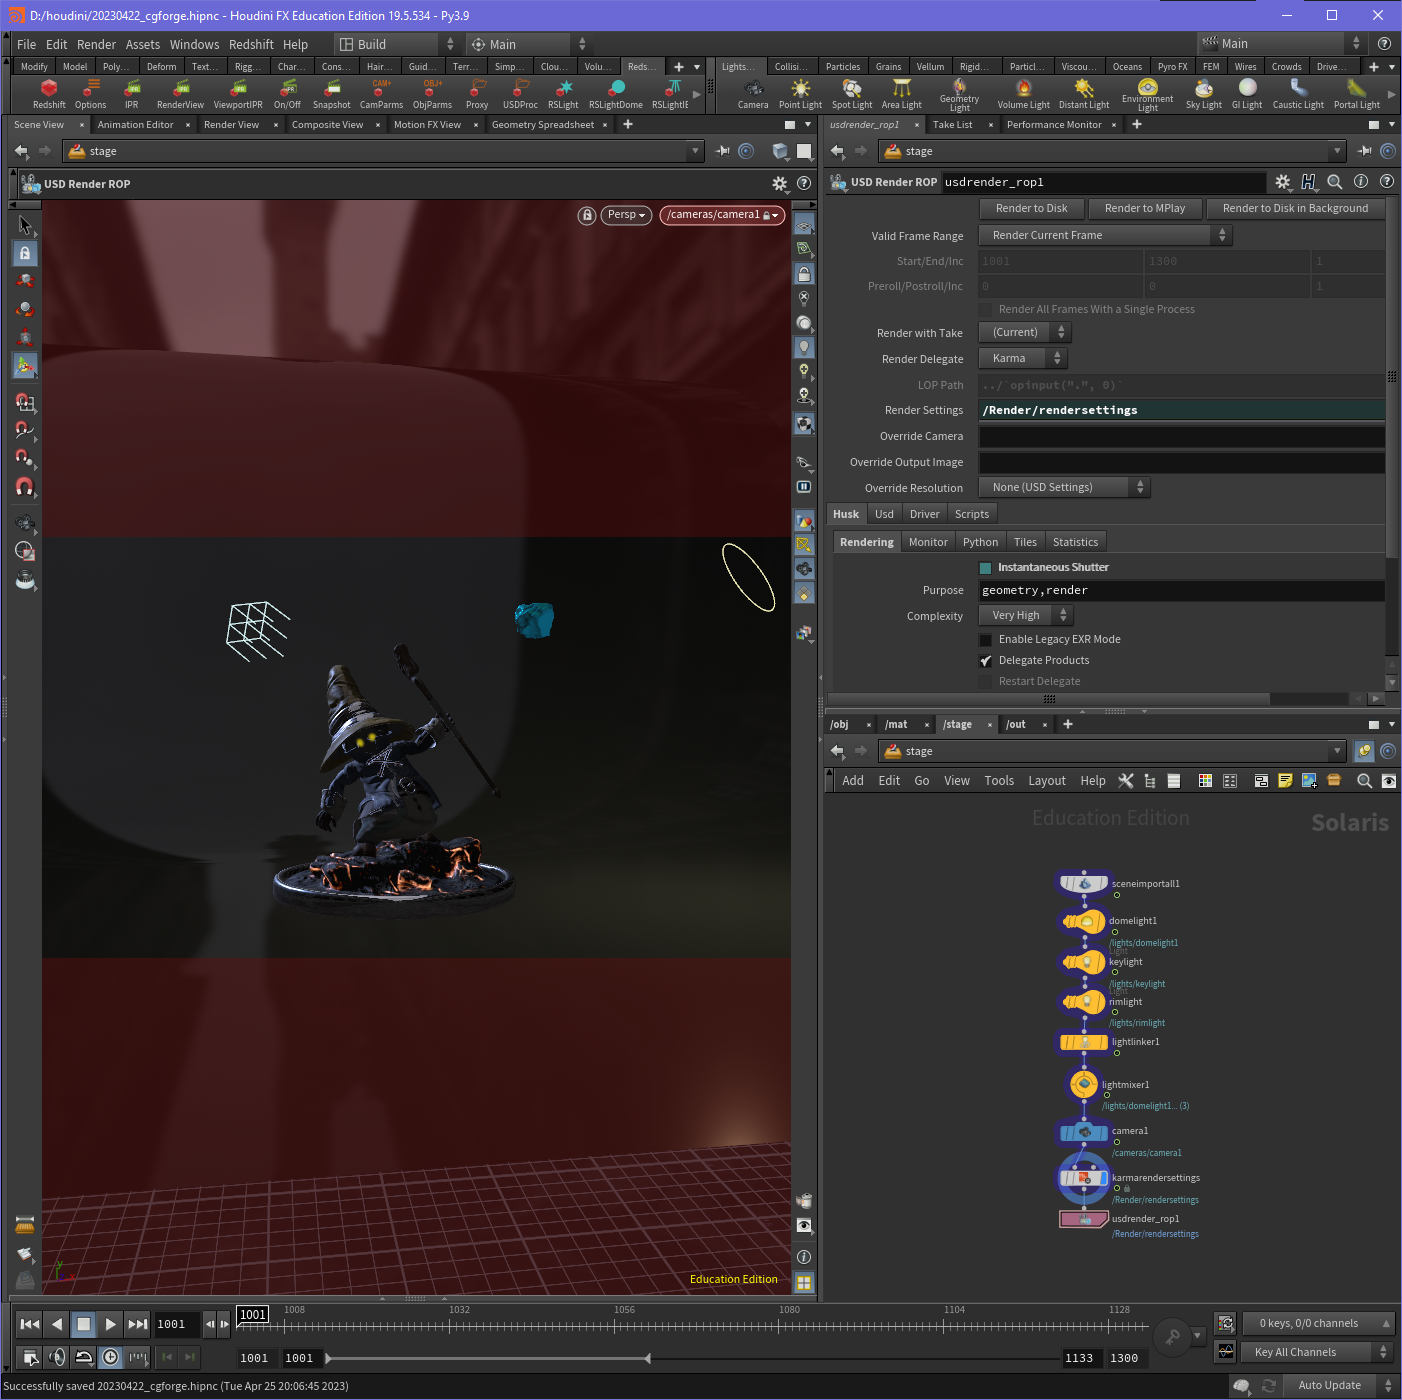 D:/houdini/20230422_cgforge.hipnc - Houdini FX Education Edition 19.5.534 - Py3.9
File Edit Render Assets Windows Redshift Help Build Main Main
Modify Model Poly... Deform Text... Rigg... Char... Cons... Hair... Guid... Terr... Simp... Clou... Volu... Reds...
Redshift Options IPR RenderView ViewportIPR On/Off Snapshot CamParms ObjParms Proxy USDProc RSLight RSLightDome RSLightIE
Lights... Collisi... Particles Grains Vellum Rigid... Particl... Viscou... Oceans Pyro FX FEM Wires Crowds Drive...
Camera Point Light Spot Light Area Light Geometry Light Volume Light Distant Light Environment Light Sky Light GI Light Caustic Light Portal Light
Scene View Animation Editor Render View Composite View Motion FX View Geometry Spreadsheet
stage
USD Render ROP
Persp
/cameras/camera1
Education Edition
usdrender_rop1 Take List Performance Monitor
stage
USD Render ROP usdrender_rop1
Render to Disk Render to MPlay Render to Disk in Background
Valid Frame Range Render Current Frame
Start/End/Inc 1001 1300 1
Preroll/Postroll/Inc 0 0 1
Render All Frames With a Single Process
Render with Take (Current)
Render Delegate Karma
LOP Path ../`opinput(".", 0)`
Render Settings /Render/rendersettings
Override Camera
Override Output Image
Override Resolution None (USD Settings)
Husk Usd Driver Scripts
Rendering Monitor Python Tiles Statistics
Instantaneous Shutter
Purpose geometry,render
Complexity Very High
Enable Legacy EXR Mode
Delegate Products
Restart Delegate
/obj /mat /stage /out
stage
Add Edit Go View Tools Layout Help
Education Edition Solaris
sceneimportall1
domelight1
/lights/domelight1
Light
keylight
/lights/keylight
Light
rimlight
/lights/rimlight
lightlinker1
lightmixer1
/lights/domelight1... (3)
camera1
/cameras/camera1
karmarendersettings
/Render/rendersettings
usdrender_rop1
/Render/rendersettings
1001 1001 1008 1032 1056 1080 1104 1128
0 keys, 0/0 channels
1001 1001 1133 1300
Key All Channels
Successfully saved 20230422_cgforge.hipnc (Tue Apr 25 20:06:45 2023)
Auto Update